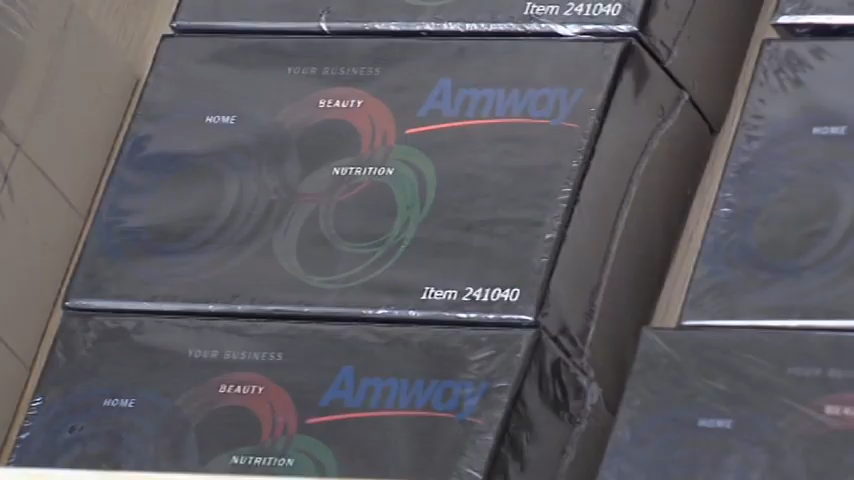 Item 241040
YOUR BUSINESS
BEAUTY
Amway
HOME
NUTRITION
Item 241040
HOME
YOUR BUSINESS
BEAUTY
Amway
HOME
NUTRITION
HOME